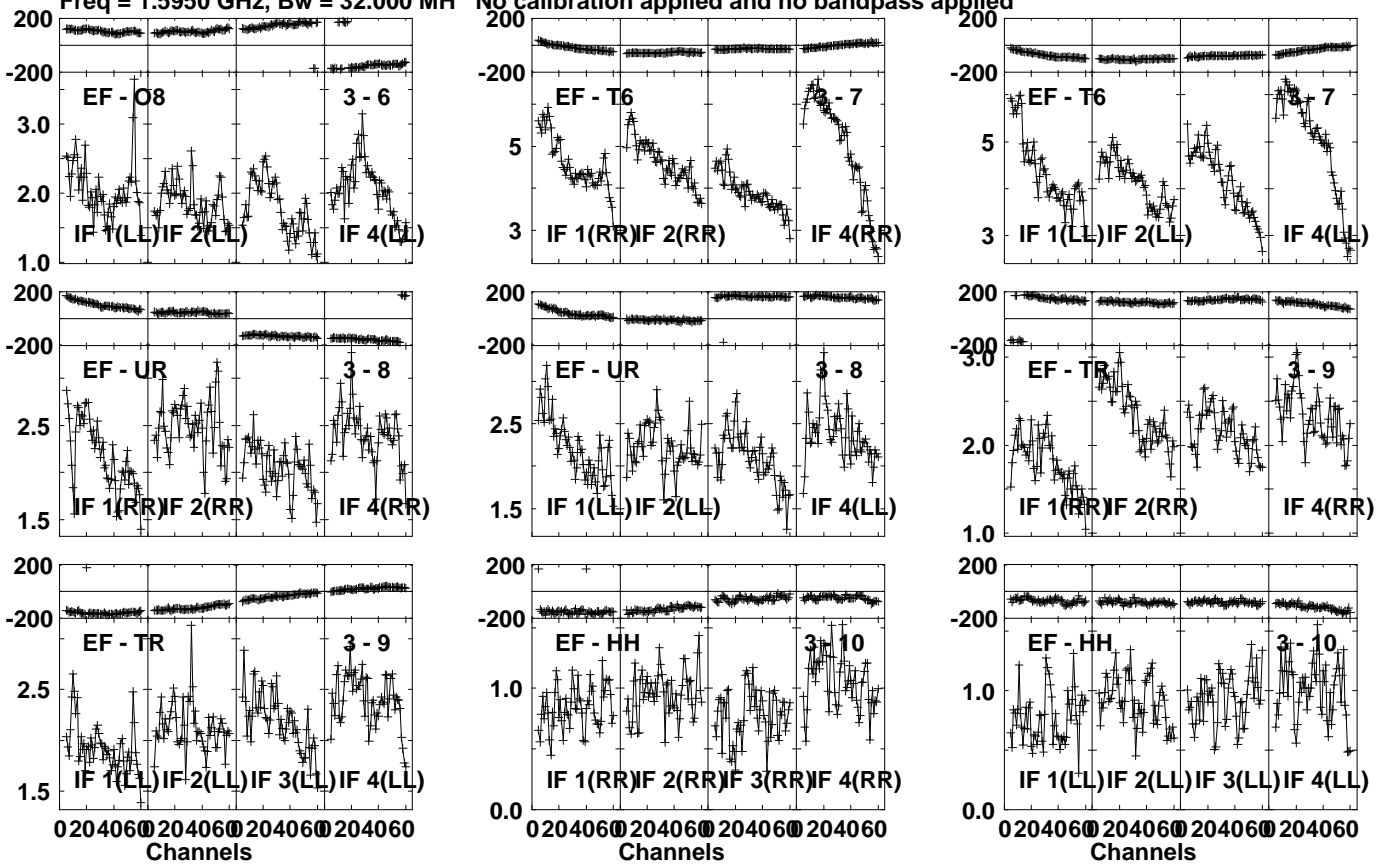 Freq = 1.5950 GHz, Bw = 32.000 MH No calibration applied and no bandpass applied
200
-200
EF - O8 3 - 6
3.0
2.0
1.0
IF 1(LL) IF 2(LL) IF 4(LL)
200
-200
EF - T6 3 - 7
5
3
IF 1(RR) IF 2(RR) IF 4(RR)
200
-200
EF - T6 3 - 7
5
3
IF 1(LL) IF 2(LL) IF 4(LL)
200
-200
EF - UR 3 - 8
2.5
1.5
IF 1(RR) IF 2(RR) IF 4(RR)
200
-200
EF - UR 3 - 8
2.5
1.5
IF 1(LL) IF 2(LL) IF 4(LL)
200
-200
3.0
EF - TR 3 - 9
2.0
1.0
IF 1(RR) IF 2(RR) IF 4(RR)
200
-200
EF - TR 3 - 9
2.5
1.5
IF 1(LL) IF 2(LL) IF 3(LL) IF 4(LL)
0 20 40 60 0 20 40 60 0 20 40 60 0 20 40 60
Channels
200
-200
EF - HH 3 - 10
1.0
0.0
IF 1(RR) IF 2(RR) IF 3(RR) IF 4(RR)
0 20 40 60 0 20 40 60 0 20 40 60 0 20 40 60
Channels
200
-200
EF - HH 3 - 10
1.0
0.0
IF 1(LL) IF 2(LL) IF 3(LL) IF 4(LL)
0 20 40 60 0 20 40 60 0 20 40 60 0 20 40 60
Channels